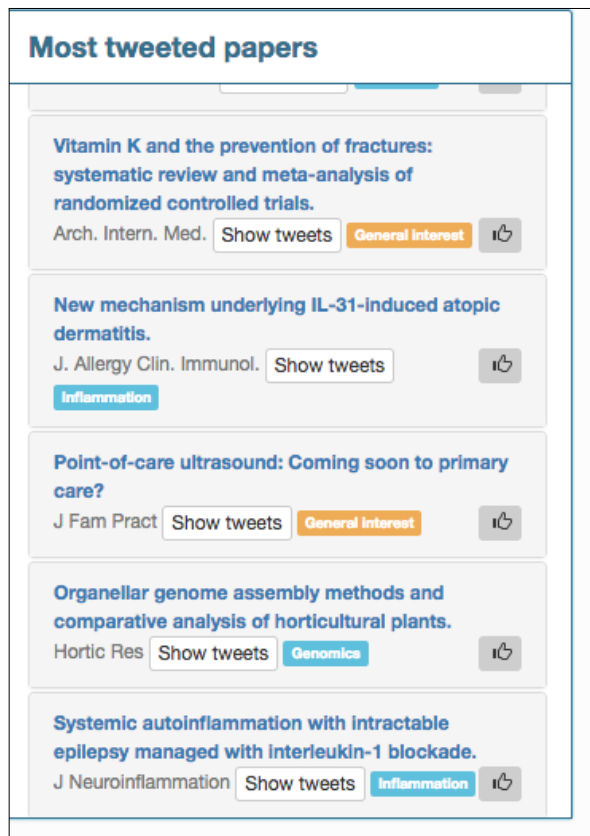 Most tweeted papers
Vitamin K and the prevention of fractures:
systematic review and meta-analysis of
randomized controlled trials.
Arch. Intern. Med. Show tweets General interest
New mechanism underlying IL-31-induced atopic
dermatitis.
J. Allergy Clin. Immunol. Show tweets
Inflammation
Point-of-care ultrasound: Coming soon to primary
care?
J Fam Pract Show tweets General interest
Organellar genome assembly methods and
comparative analysis of horticultural plants.
Hortic Res Show tweets Genomics
Systemic autoinflammation with intractable
epilepsy managed with interleukin-1 blockade.
J Neuroinflammation Show tweets Inflammation